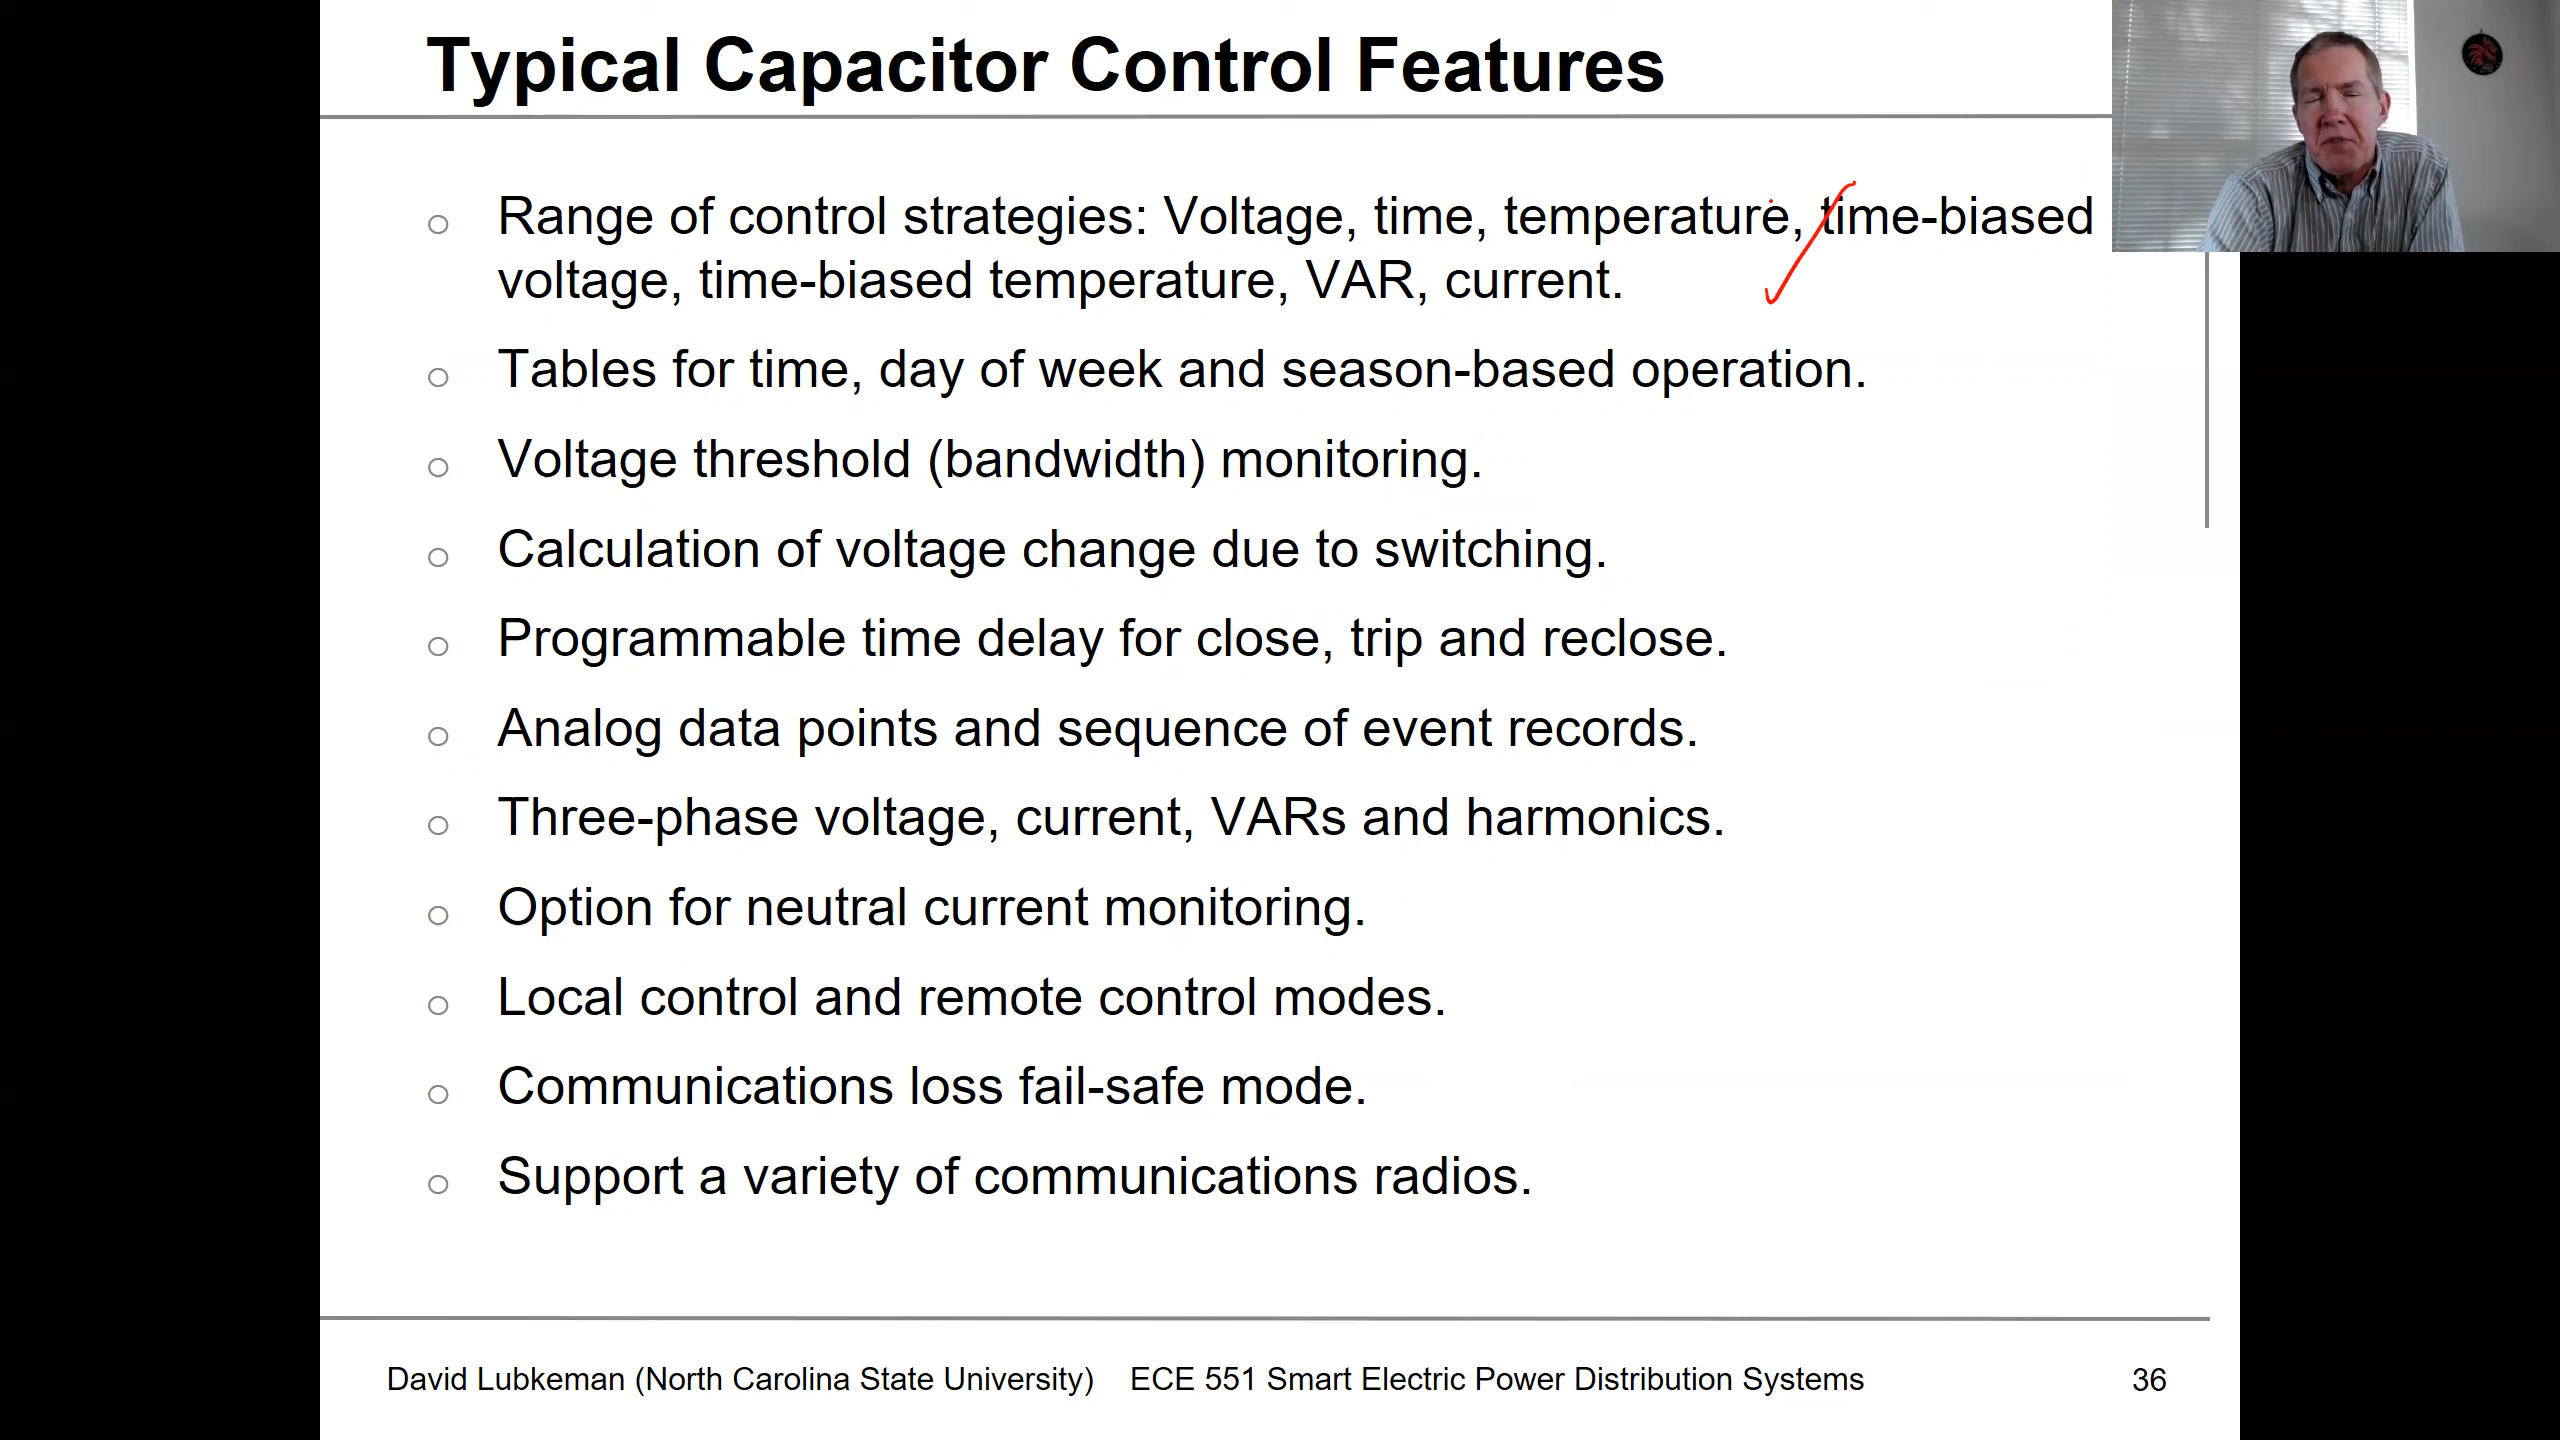 Typical Capacitor Control Features
Range of control strategies: Voltage, time, temperature, time-biased
voltage, time-biased temperature, VAR, current.
Tables for time, day of week and season-based operation.
Voltage threshold (bandwidth) monitoring.
Calculation of voltage change due to switching.
Programmable time delay for close, trip and reclose.
Analog data points and sequence of event records.
Three-phase voltage, current, VARs and harmonics.
Option for neutral current monitoring.
Local control and remote control modes.
Communications loss fail-safe mode.
Support a variety of communications radios.
David Lubkeman (North Carolina State University) ECE 551 Smart Electric Power Distribution Systems 36